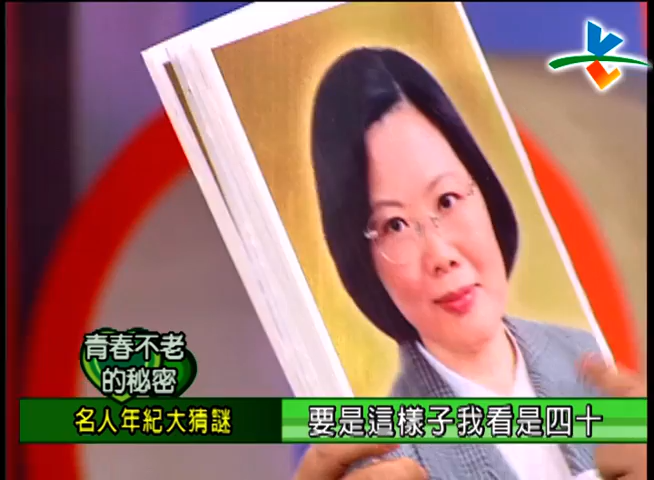 青春不老
的秘密
名人年紀大猜謎
要是這樣子我看是四十